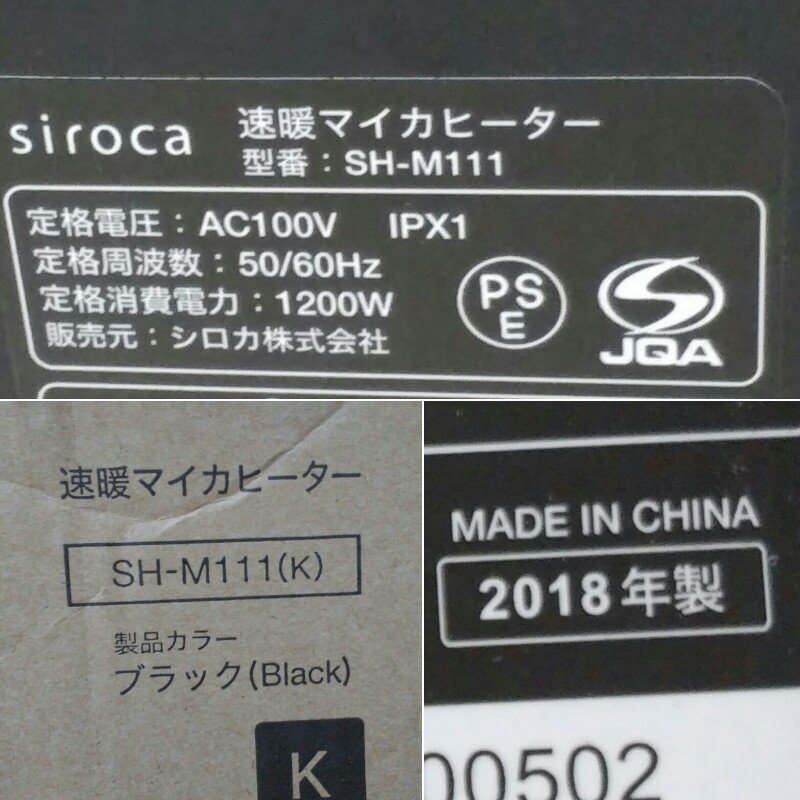 siroca 速暖マイカヒーター
型番：SH-M111
定格電圧：AC100V IPX1
定格周波数：50/60Hz
定格消費電力：1200W
販売元：シロカ株式会社
PS
E
JQA
速暖マイカヒーター
SH-M111(K)
製品カラー
ブラック(Black)
K
MADE IN CHINA
2018年製
00502